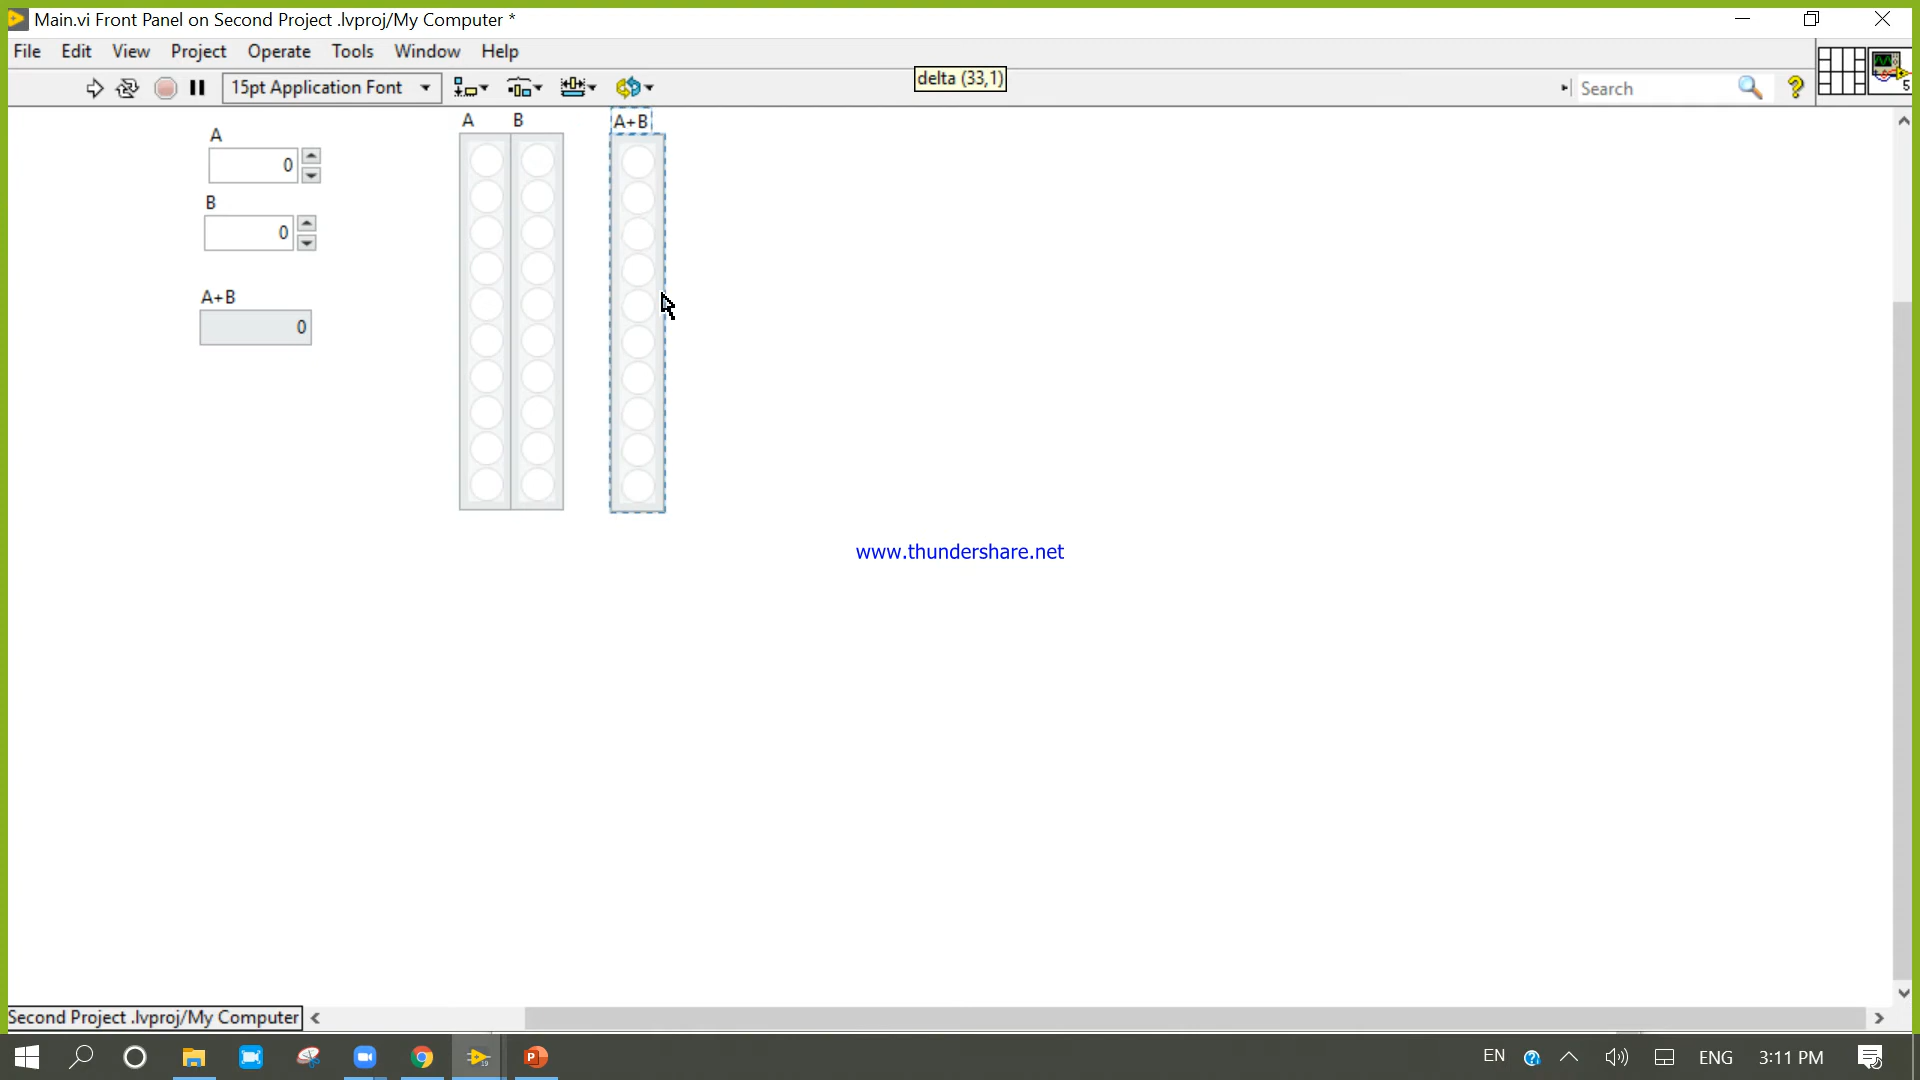 Main.vi Front Panel on Second Project .lvproj/My Computer *
File Edit View Project Operate Tools Window Help
15pt Application Font
delta (33,1)
Search
5
A
0
B
0
A+B
0
A B A+B
www.thundershare.net
Second Project .lvproj/My Computer
19
EN ENG 3:11 PM